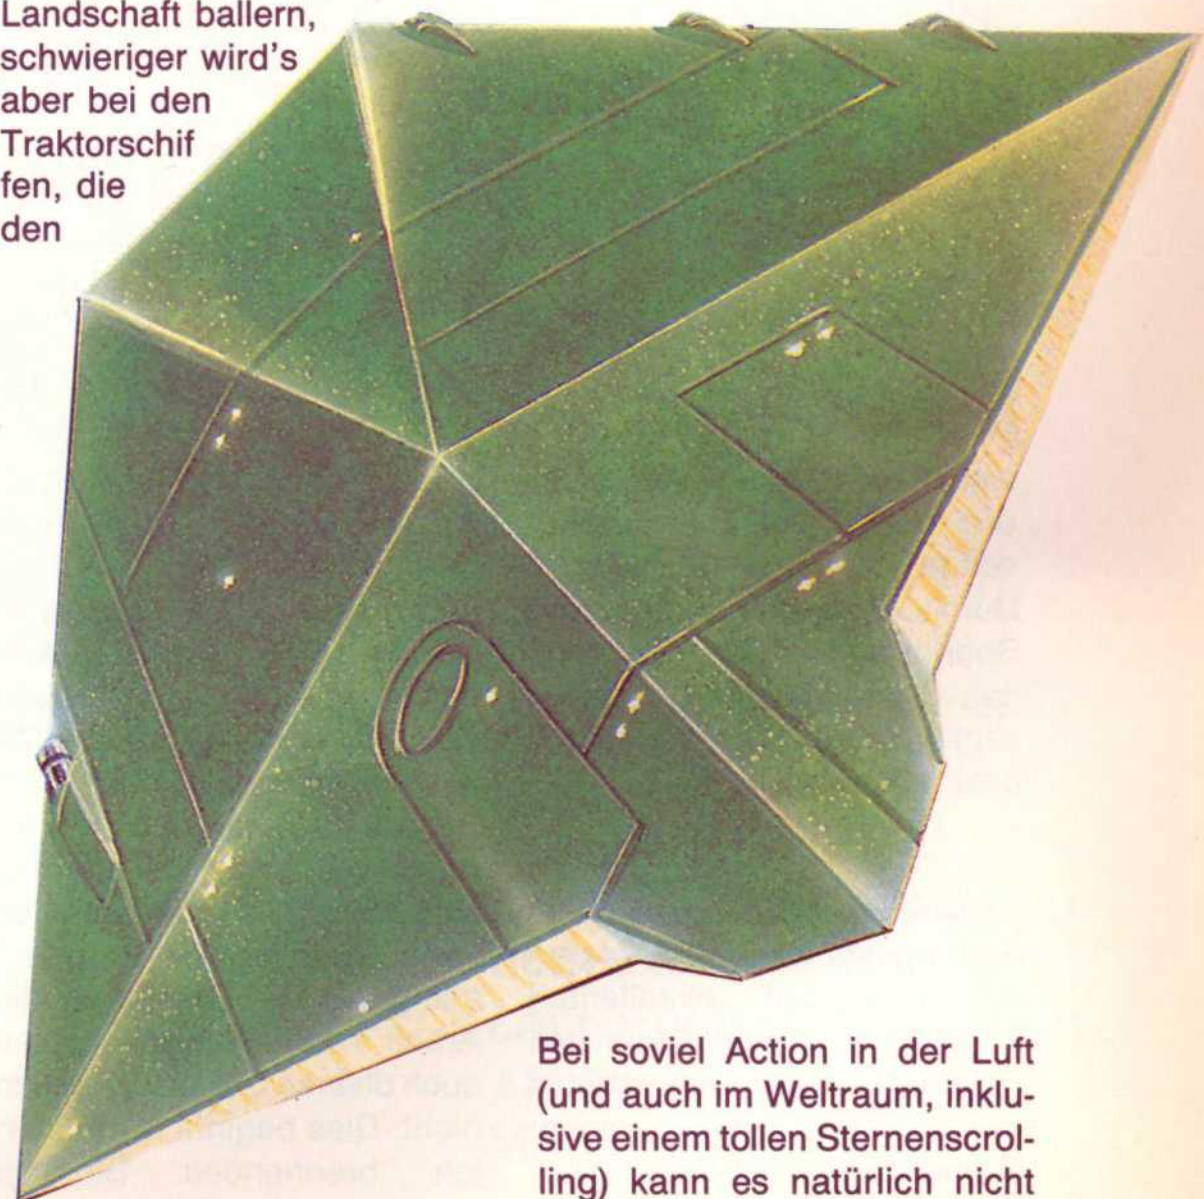 Landschaft ballern,
schwieriger wird's
aber bei den
Traktorschif
fen, die
den
Bei soviel Action in der Luft
(und auch im Weltraum, inklu-
sive einem tollen Sternenscrol-
ling) kann es natürlich nicht